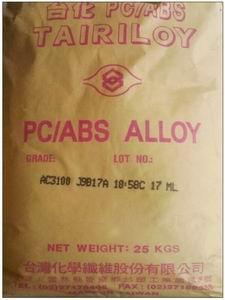 台化 PC/ABS
TAIRILOY
PC/ABS ALLOY
GRADE: LOT NO.:
AC3100 J9B17A 18:58C 17 ML
NET WEIGHT: 25 KGS
台灣化學纖維股份有限公司